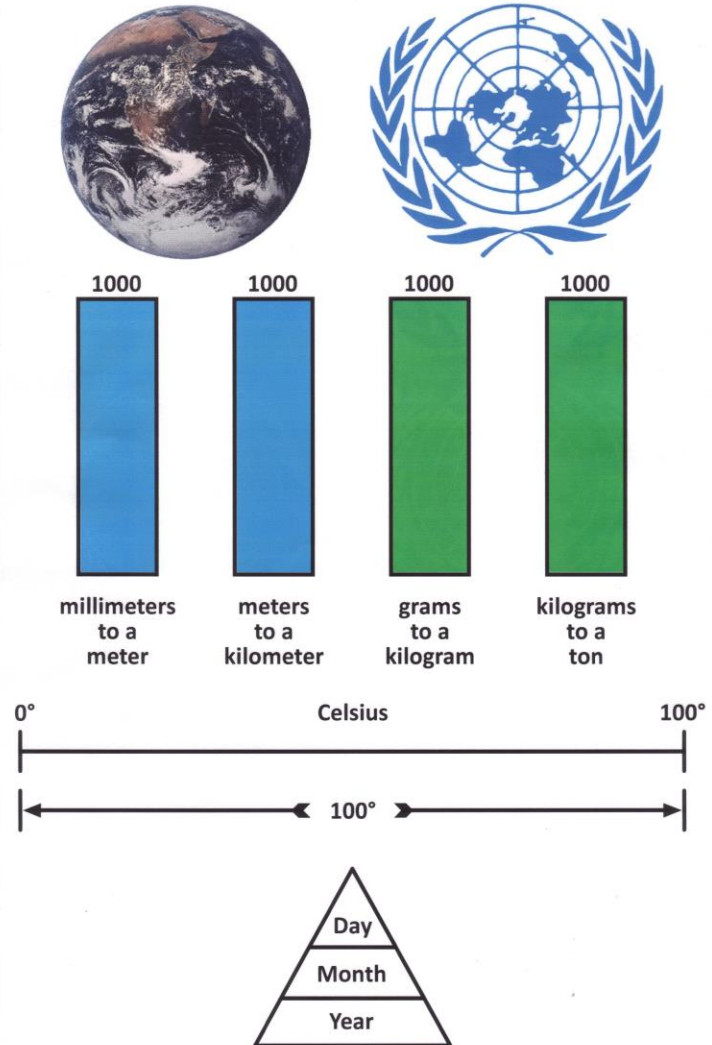 1000 1000 1000 1000
millimeters to a meter
meters to a kilometer
grams to a kilogram
kilograms to a ton
0° Celsius 100°
100°
Day
Month
Year